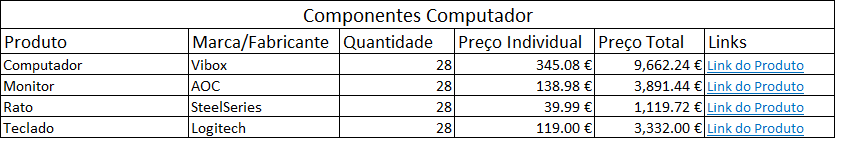 Componentes Computador
Produto Marca/Fabricante Quantidade Preço Individual Preço Total Links
Computador Vibox 28 345.08 € 9,662.24 € Link do Produto
Monitor AOC 28 138.98 € 3,891.44 € Link do Produto
Rato SteelSeries 28 39.99 € 1,119.72 € Link do Produto
Teclado Logitech 28 119.00 € 3,332.00 € Link do Produto